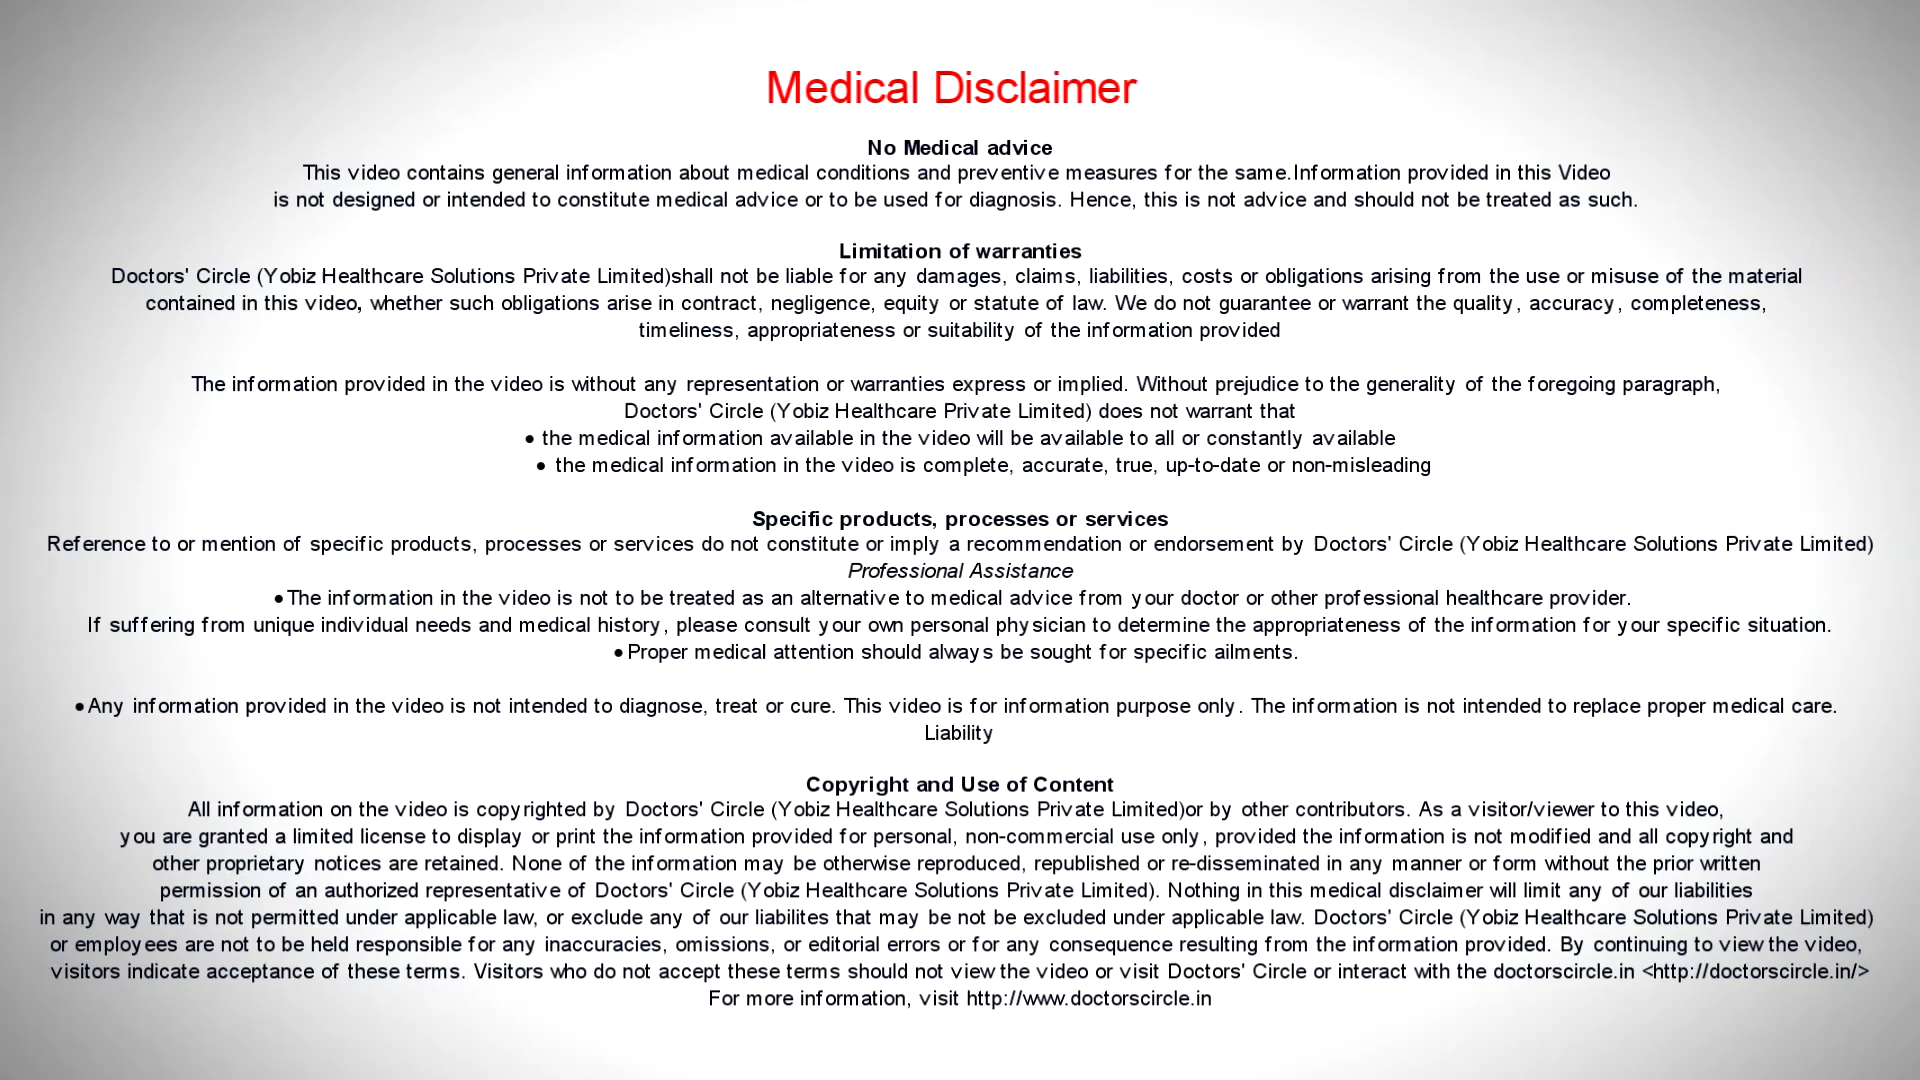 Medical Disclaimer
No Medical advice
This video contains general information about medical conditions and preventive measures for the same.Information provided in this Video
is not designed or intended to constitute medical advice or to be used for diagnosis. Hence, this is not advice and should not be treated as such.
Limitation of warranties
Doctors' Circle (Yobiz Healthcare Solutions Private Limited)shall not be liable for any damages, claims, liabilities, costs or obligations arising from the use or misuse of the material
contained in this video, whether such obligations arise in contract, negligence, equity or statute of law. We do not guarantee or warrant the quality, accuracy, completeness,
timeliness, appropriateness or suitability of the information provided
The information provided in the video is without any representation or warranties express or implied. Without prejudice to the generality of the foregoing paragraph,
Doctors' Circle (Yobiz Healthcare Private Limited) does not warrant that
• the medical information available in the video will be available to all or constantly available
• the medical information in the video is complete, accurate, true, up-to-date or non-misleading
Specific products, processes or services
Reference to or mention of specific products, processes or services do not constitute or imply a recommendation or endorsement by Doctors' Circle (Yobiz Healthcare Solutions Private Limited)
Professional Assistance
•The information in the video is not to be treated as an alternative to medical advice from your doctor or other professional healthcare provider.
If suffering from unique individual needs and medical history, please consult your own personal physician to determine the appropriateness of the information for your specific situation.
•Proper medical attention should always be sought for specific ailments.
•Any information provided in the video is not intended to diagnose, treat or cure. This video is for information purpose only. The information is not intended to replace proper medical care.
Liability
Copyright and Use of Content
All information on the video is copyrighted by Doctors' Circle (Yobiz Healthcare Solutions Private Limited)or by other contributors. As a visitor/viewer to this video,
you are granted a limited license to display or print the information provided for personal, non-commercial use only, provided the information is not modified and all copyright and
other proprietary notices are retained. None of the information may be otherwise reproduced, republished or re-disseminated in any manner or form without the prior written
permission of an authorized representative of Doctors' Circle (Yobiz Healthcare Solutions Private Limited). Nothing in this medical disclaimer will limit any of our liabilities
in any way that is not permitted under applicable law, or exclude any of our liabilites that may be not be excluded under applicable law. Doctors' Circle (Yobiz Healthcare Solutions Private Limited)
or employees are not to be held responsible for any inaccuracies, omissions, or editorial errors or for any consequence resulting from the information provided. By continuing to view the video,
visitors indicate acceptance of these terms. Visitors who do not accept these terms should not view the video or visit Doctors' Circle or interact with the doctorscircle.in <http://doctorscircle.in/>
For more information, visit http://www.doctorscircle.in